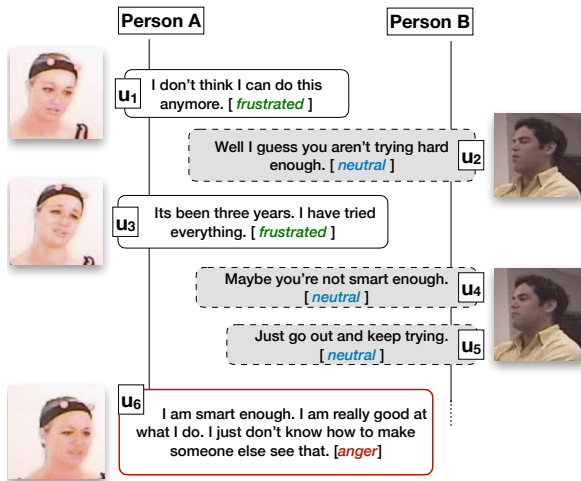 Person A
Person B
u1
I don't think I can do this
anymore. [ frustrated ]
Well I guess you aren't trying hard
enough. [ neutral ]
u2
u3
Its been three years. I have tried
everything. [ frustrated ]
Maybe you're not smart enough.
[ neutral ]
u4
Just go out and keep trying.
[ neutral ]
u5
u6
I am smart enough. I am really good at
what I do. I just don't know how to make
someone else see that. [anger]